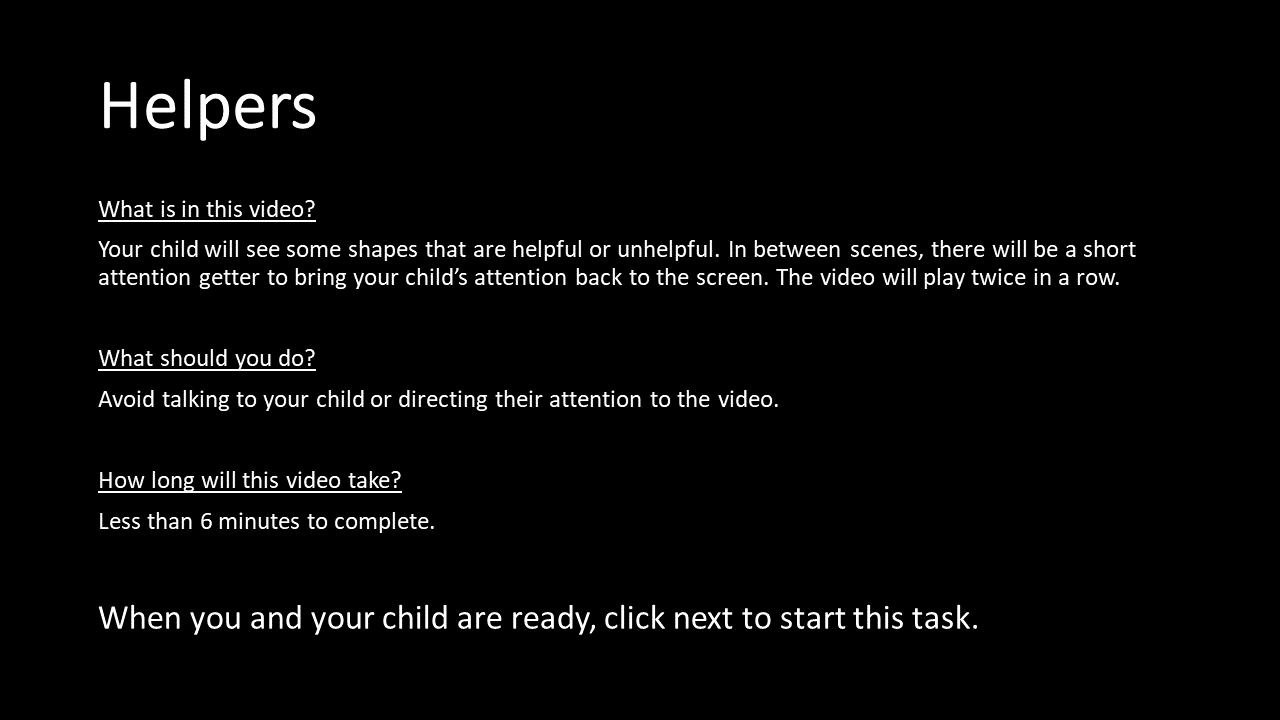 Helpers
What is in this video?
Your child will see some shapes that are helpful or unhelpful. In between scenes, there will be a short
attention getter to bring your child’s attention back to the screen. The video will play twice in a row.
What should you do?
Avoid talking to your child or directing their attention to the video.
How long will this video take?
Less than 6 minutes to complete.
When you and your child are ready, click next to start this task.